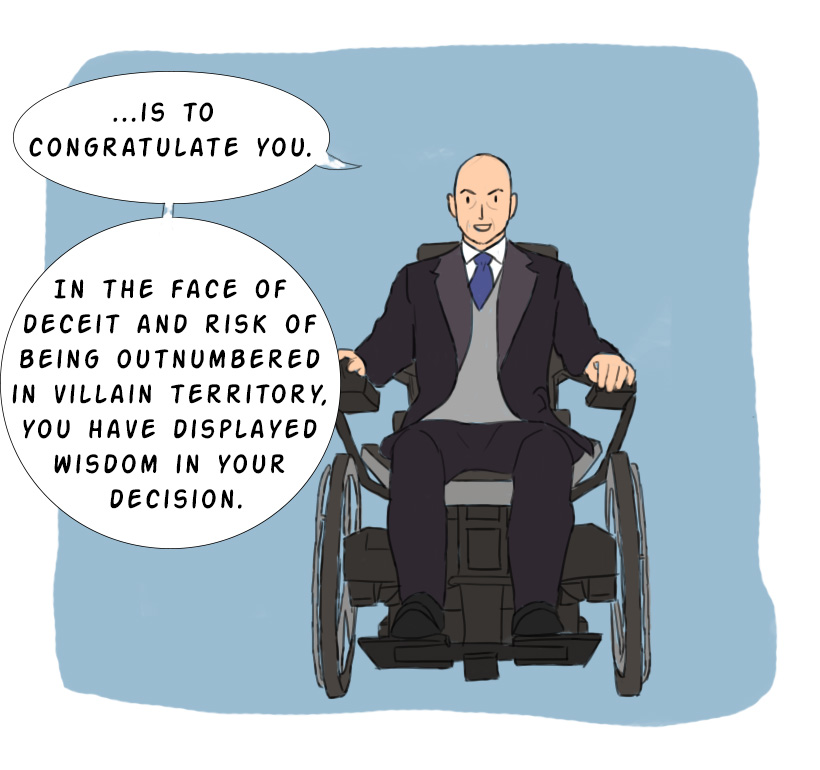 ...IS TO
CONGRATULATE YOU.
IN THE FACE OF
DECEIT AND RISK OF
BEING OUTNUMBERED
IN VILLAIN TERRITORY,
YOU HAVE DISPLAYED
WISDOM IN YOUR
DECISION.